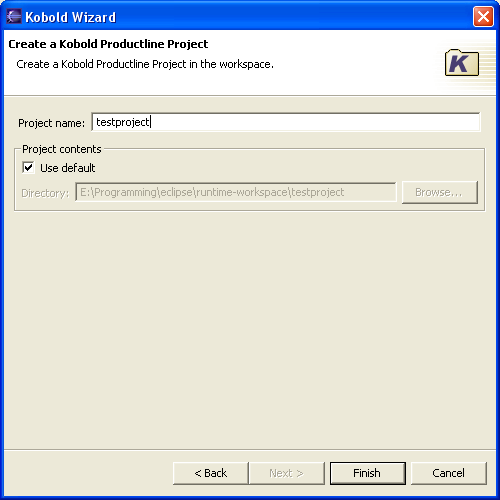 Kobold Wizard
Create a Kobold Productline Project
Create a Kobold Productline Project in the workspace.
K
Project name: testproject
Project contents
Use default
Directory: E:\Programming\eclipse\runtime-workspace\testproject Browse...
< Back Next > Finish Cancel